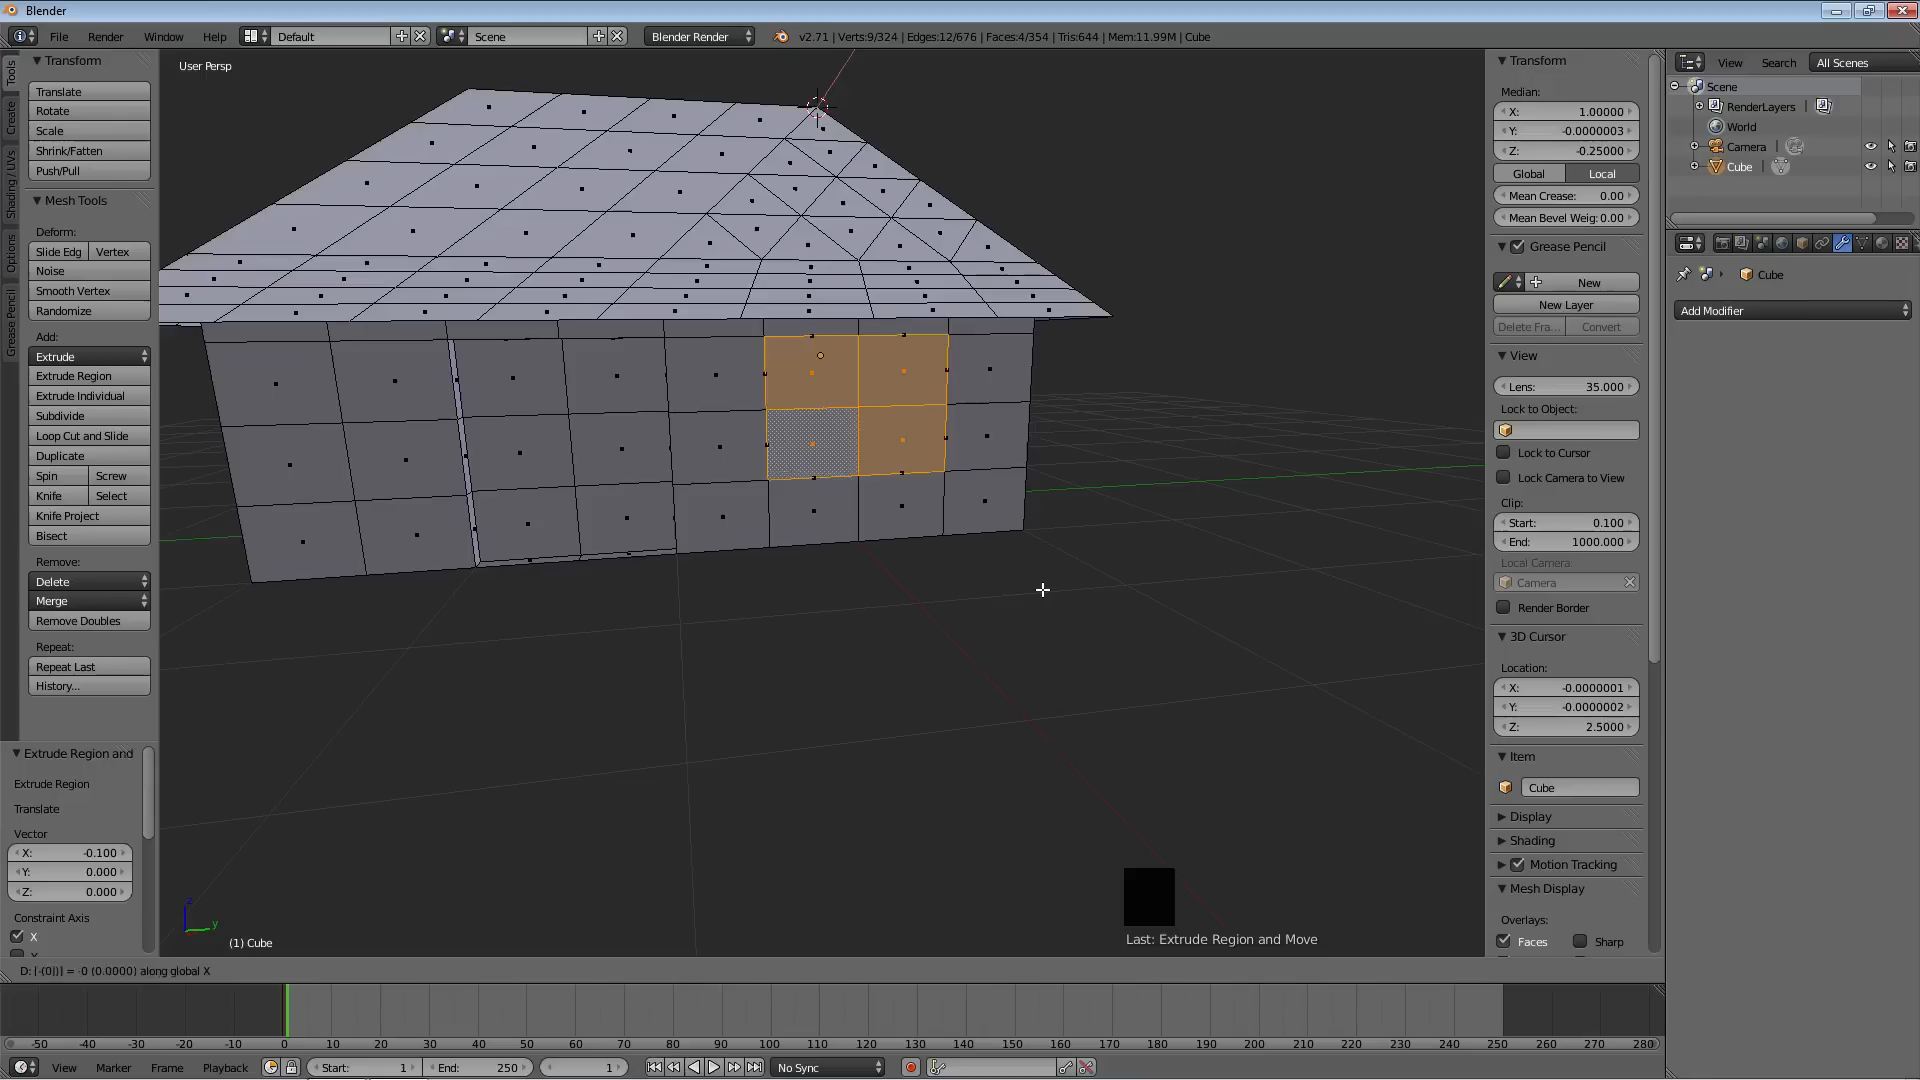 Blender
File Render Window Help Default Scene Blender Render v2.71 | Verts:9/324 | Edges:12/676 | Faces:4/354 | Tris:644 | Mem:11.99M | Cube
Tools
Create
Shading / UVs
Options
Grease Pencil
Transform
Translate
Rotate
Scale
Shrink/Fatten
Push/Pull
Mesh Tools
Deform:
Slide Edg Vertex
Noise
Smooth Vertex
Randomize
Add:
Extrude
Extrude Region
Extrude Individual
Subdivide
Loop Cut and Slide
Duplicate
Spin Screw
Knife Select
Knife Project
Bisect
Remove:
Delete
Merge
Remove Doubles
Repeat:
Repeat Last
History...
Extrude Region and
Extrude Region
Translate
Vector
X: -0.100
Y: 0.000
Z: 0.000
Constraint Axis
X
User Persp
z
y
(1) Cube
Last: Extrude Region and Move
D: [-(0|)] = -0 (0.0000) along global X
Transform
Median:
X: 1.00000
Y: -0.0000003
Z: -0.25000
Global Local
Mean Crease: 0.00
Mean Bevel Weig: 0.00
Grease Pencil
New
New Layer
Delete Fra... Convert
View
Lens: 35.000
Lock to Object:
Lock to Cursor
Lock Camera to View
Clip:
Start: 0.100
End: 1000.000
Local Camera:
Camera
Render Border
3D Cursor
Location:
X: -0.0000001
Y: -0.0000002
Z: 2.5000
Item
Cube
Display
Shading
Motion Tracking
Mesh Display
Overlays:
Faces Sharp
View Search All Scenes
Scene
RenderLayers
World
Camera
Cube
Cube
Add Modifier
-50 -40 -30 -20 -10 0 10 20 30 40 50 60 70 80 90 100 110 120 130 140 150 160 170 180 190 200 210 220 230 240 250 260 270 280
View Marker Frame Playback Start: 1 End: 250 1 No Sync